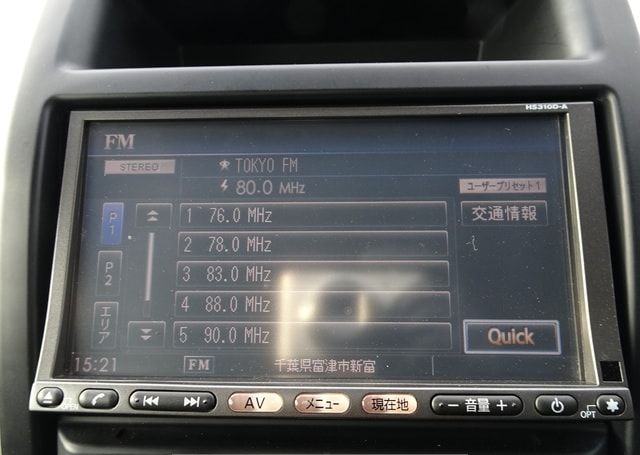 HS310D-A
FM
STEREO
TOKYO FM
80.0 MHz
ユーザープリセット1
P1
1 76.0 MHz
交通情報
2 78.0 MHz
i
P2
3 83.0 MHz
4 88.0 MHz
エリア
5 90.0 MHz
Quick
15:21
FM
千葉県富津市新富
OPEN
AV
メニュー
現在地
− 音量 +
OPT